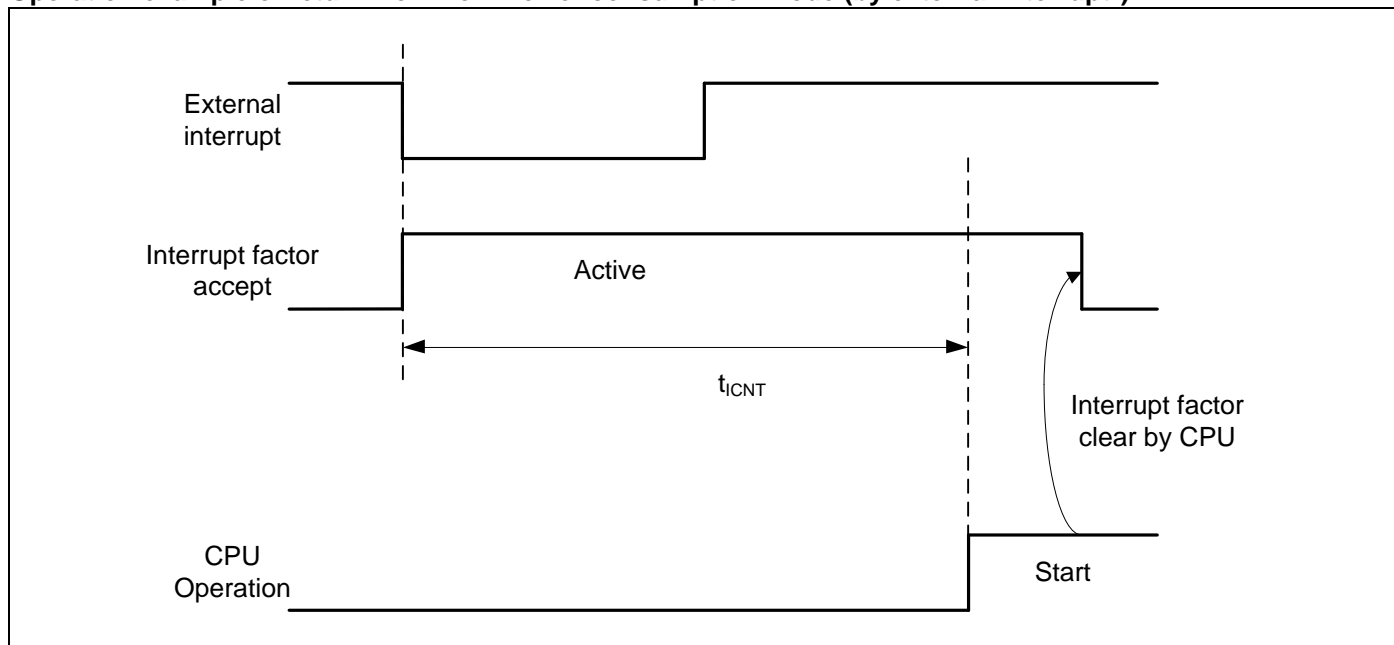 External
interrupt
Interrupt factor
accept
Active
tICNT
Interrupt factor
clear by CPU
CPU
Operation
Start